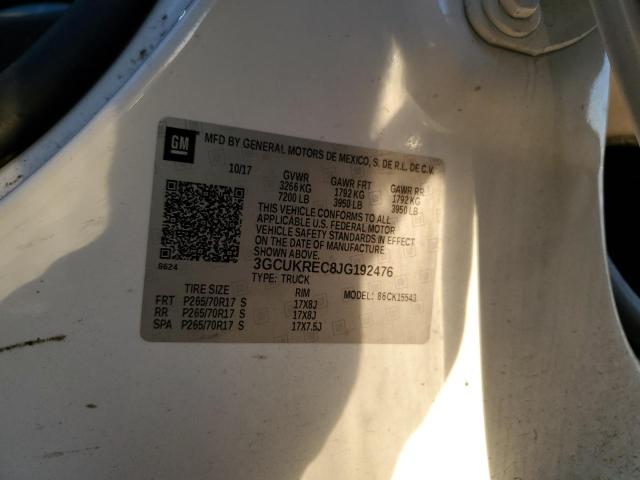 GM
MFD BY GENERAL MOTORS DE MEXICO, S. DE R.L. DE C.V.
10/17 GVWR GAWR FRT GAWR RR
3266 KG 1792 KG 1792 KG
7200 LB 3950 LB 3950 LB
THIS VEHICLE CONFORMS TO ALL
APPLICABLE U.S. FEDERAL MOTOR
VEHICLE SAFETY STANDARDS IN EFFECT
ON THE DATE OF MANUFACTURE
SHOWN ABOVE.
6624 3GCUKREC8JG192476
TYPE: TRUCK
TIRE SIZE RIM MODEL: 86CK15543
FRT P265/70R17 S 17X8J
RR P265/70R17 S 17X8J
SPA P265/70R17 S 17X7.5J